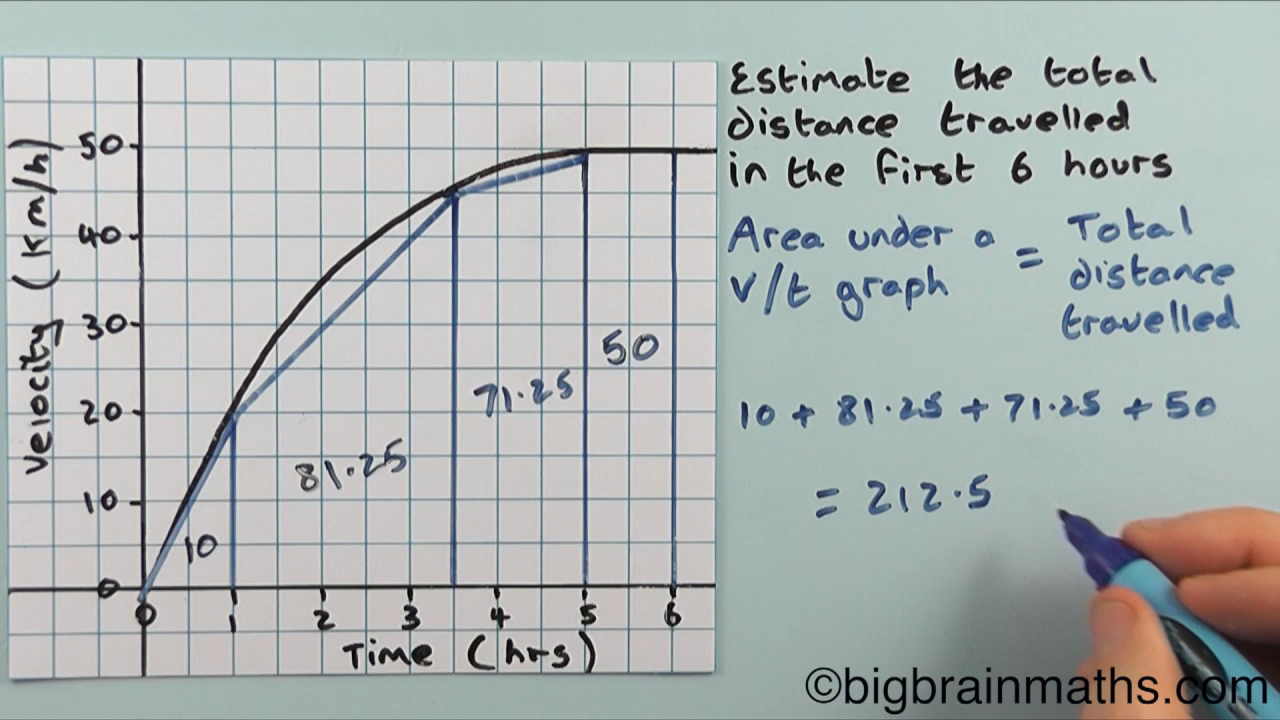 Estimate the total
distance travelled
in the first 6 hours
Area under a
v/t graph
=
Total
distance
travelled
10 + 81.25 + 71.25 + 50
= 212.5
Velocity (Km/h)
50
40
30
20
10
0
0 1 2 3 4 5 6
Time (hrs)
10
81.25
71.25
50
©bigbrainmaths.com